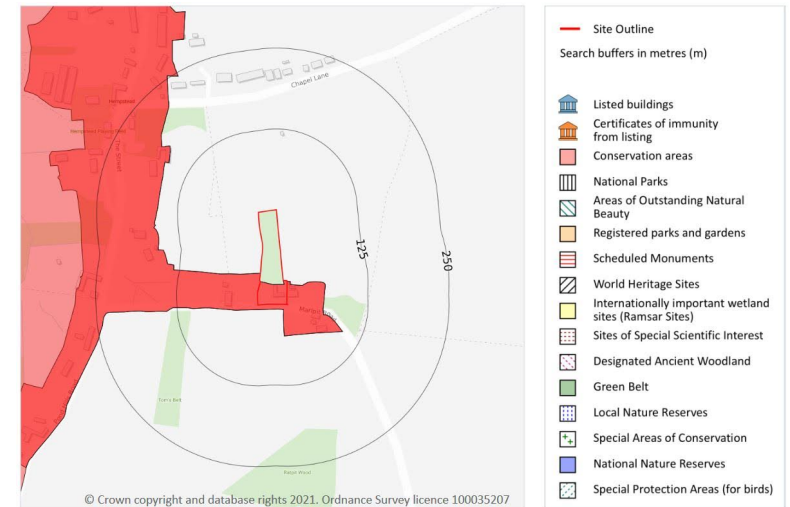 Hempstead
The Street
Chapel Lane
125
250
© Crown copyright and database rights 2021. Ordnance Survey licence 100035207
Site Outline
Search buffers in metres (m)
Listed buildings
Certificates of immunity
from listing
Conservation areas
National Parks
Areas of Outstanding Natural
Beauty
Registered parks and gardens
Scheduled Monuments
World Heritage Sites
Internationally important wetland
sites (Ramsar Sites)
Sites of Special Scientific Interest
Designated Ancient Woodland
Green Belt
Local Nature Reserves
Special Areas of Conservation
National Nature Reserves
Special Protection Areas (for birds)